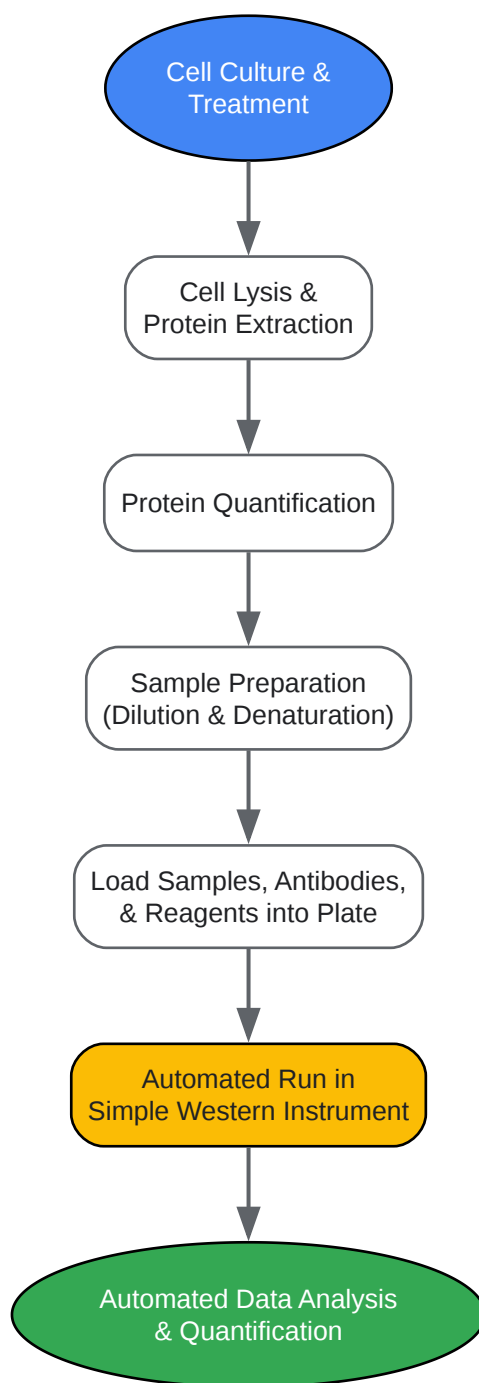 Cell Culture &
Treatment
Cell Lysis &
Protein Extraction
Protein Quantification
Sample Preparation
(Dilution & Denaturation)
Load Samples, Antibodies,
& Reagents into Plate
Automated Run in
Simple Western Instrument
Automated Data Analysis
& Quantification